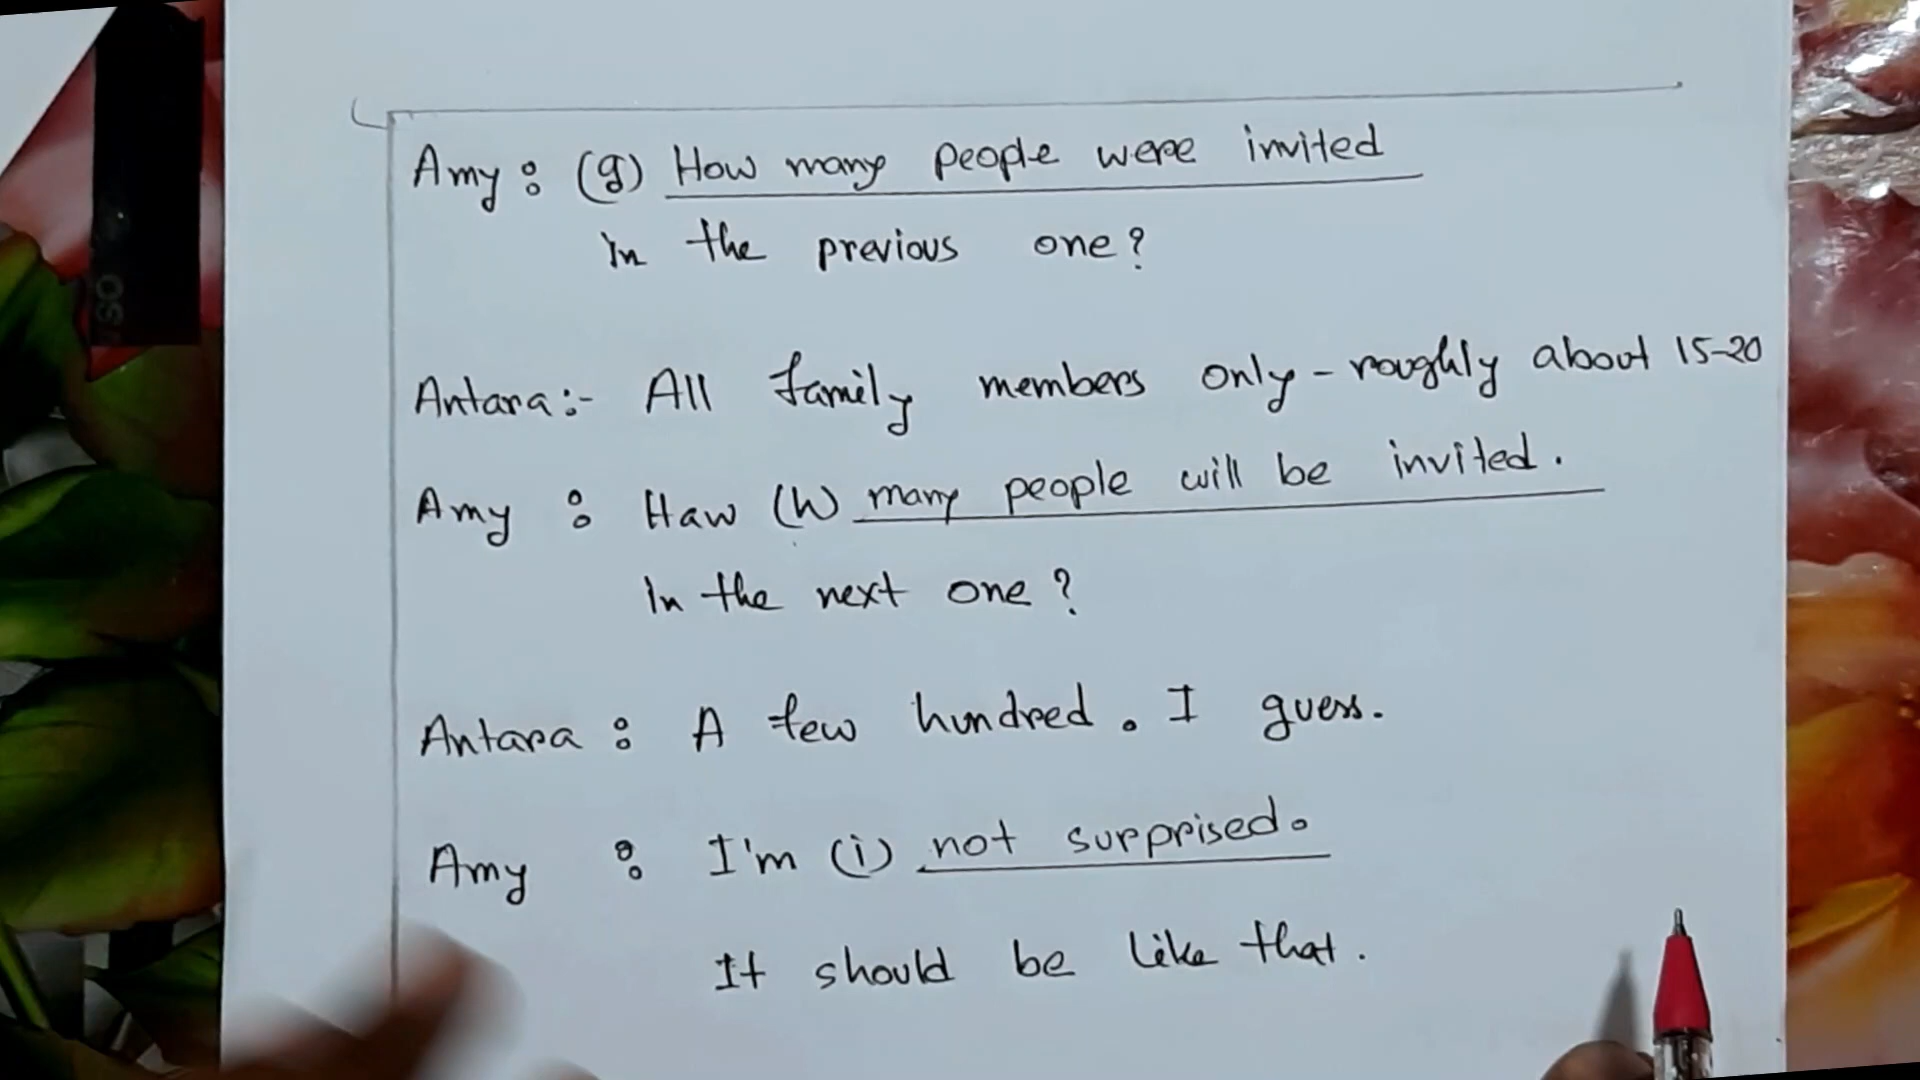 Amy : (g) How many people were invited
in the previous one?
Antara :- All family members only - roughly about 15-20
Amy : Haw (h) many people will be invited.
in the next one?
Antara : A few hundred. I guess.
Amy : I'm (i) not surprised.
It should be like that.